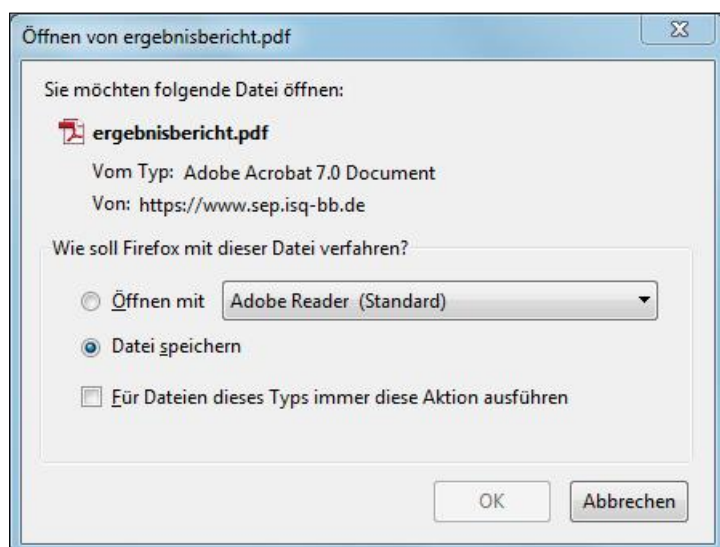 Öffnen von ergebnisbericht.pdf
Sie möchten folgende Datei öffnen:
ergebnisbericht.pdf
Vom Typ: Adobe Acrobat 7.0 Document
Von: https://www.sep.isq-bb.de
Wie soll Firefox mit dieser Datei verfahren?
Öffnen mit Adobe Reader (Standard)
Datei speichern
Für Dateien dieses Typs immer diese Aktion ausführen
OK Abbrechen